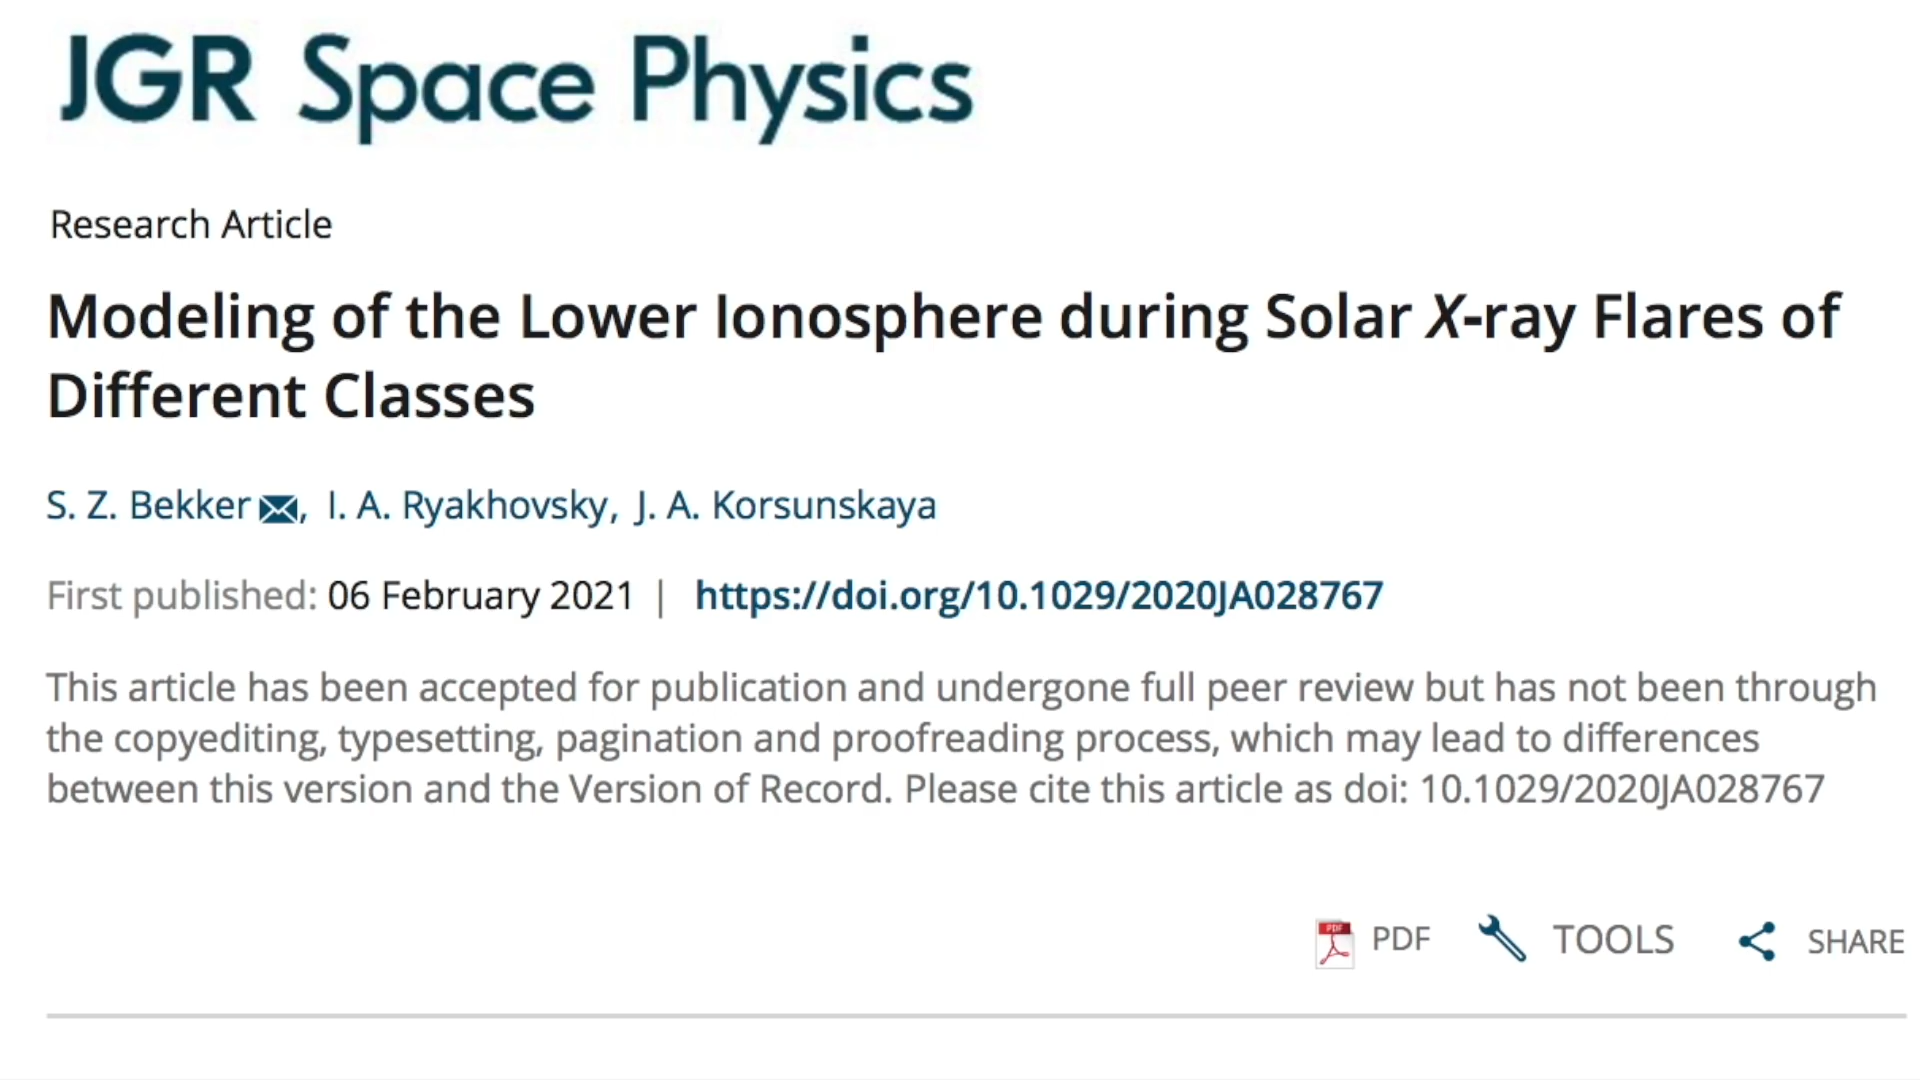 JGR Space Physics
Research Article
Modeling of the Lower Ionosphere during Solar X-ray Flares of
Different Classes
S. Z. Bekker, I. A. Ryakhovsky, J. A. Korsunskaya
First published: 06 February 2021 | https://doi.org/10.1029/2020JA028767
This article has been accepted for publication and undergone full peer review but has not been through
the copyediting, typesetting, pagination and proofreading process, which may lead to differences
between this version and the Version of Record. Please cite this article as doi: 10.1029/2020JA028767
PDF PDF TOOLS SHARE